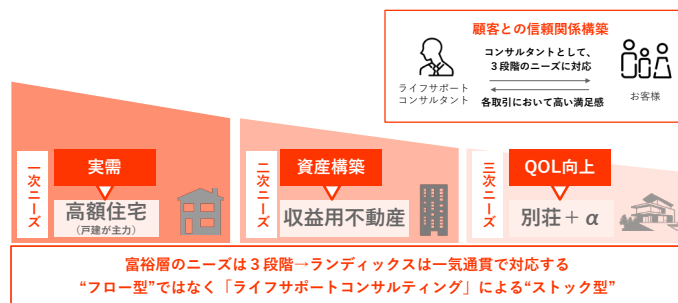 顧客との信頼関係構築
コンサルタントとして、
３段階のニーズに対応
ライフサポート
コンサルタント
お客様
各取引において高い満足感
一次ニーズ
実需
高額住宅
(戸建が主力)
二次ニーズ
資産構築
収益用不動産
三次ニーズ
QOL向上
別荘＋α
富裕層のニーズは３段階→ランディックスは一気通貫で対応する
“フロー型”ではなく「ライフサポートコンサルティング」による“ストック型”